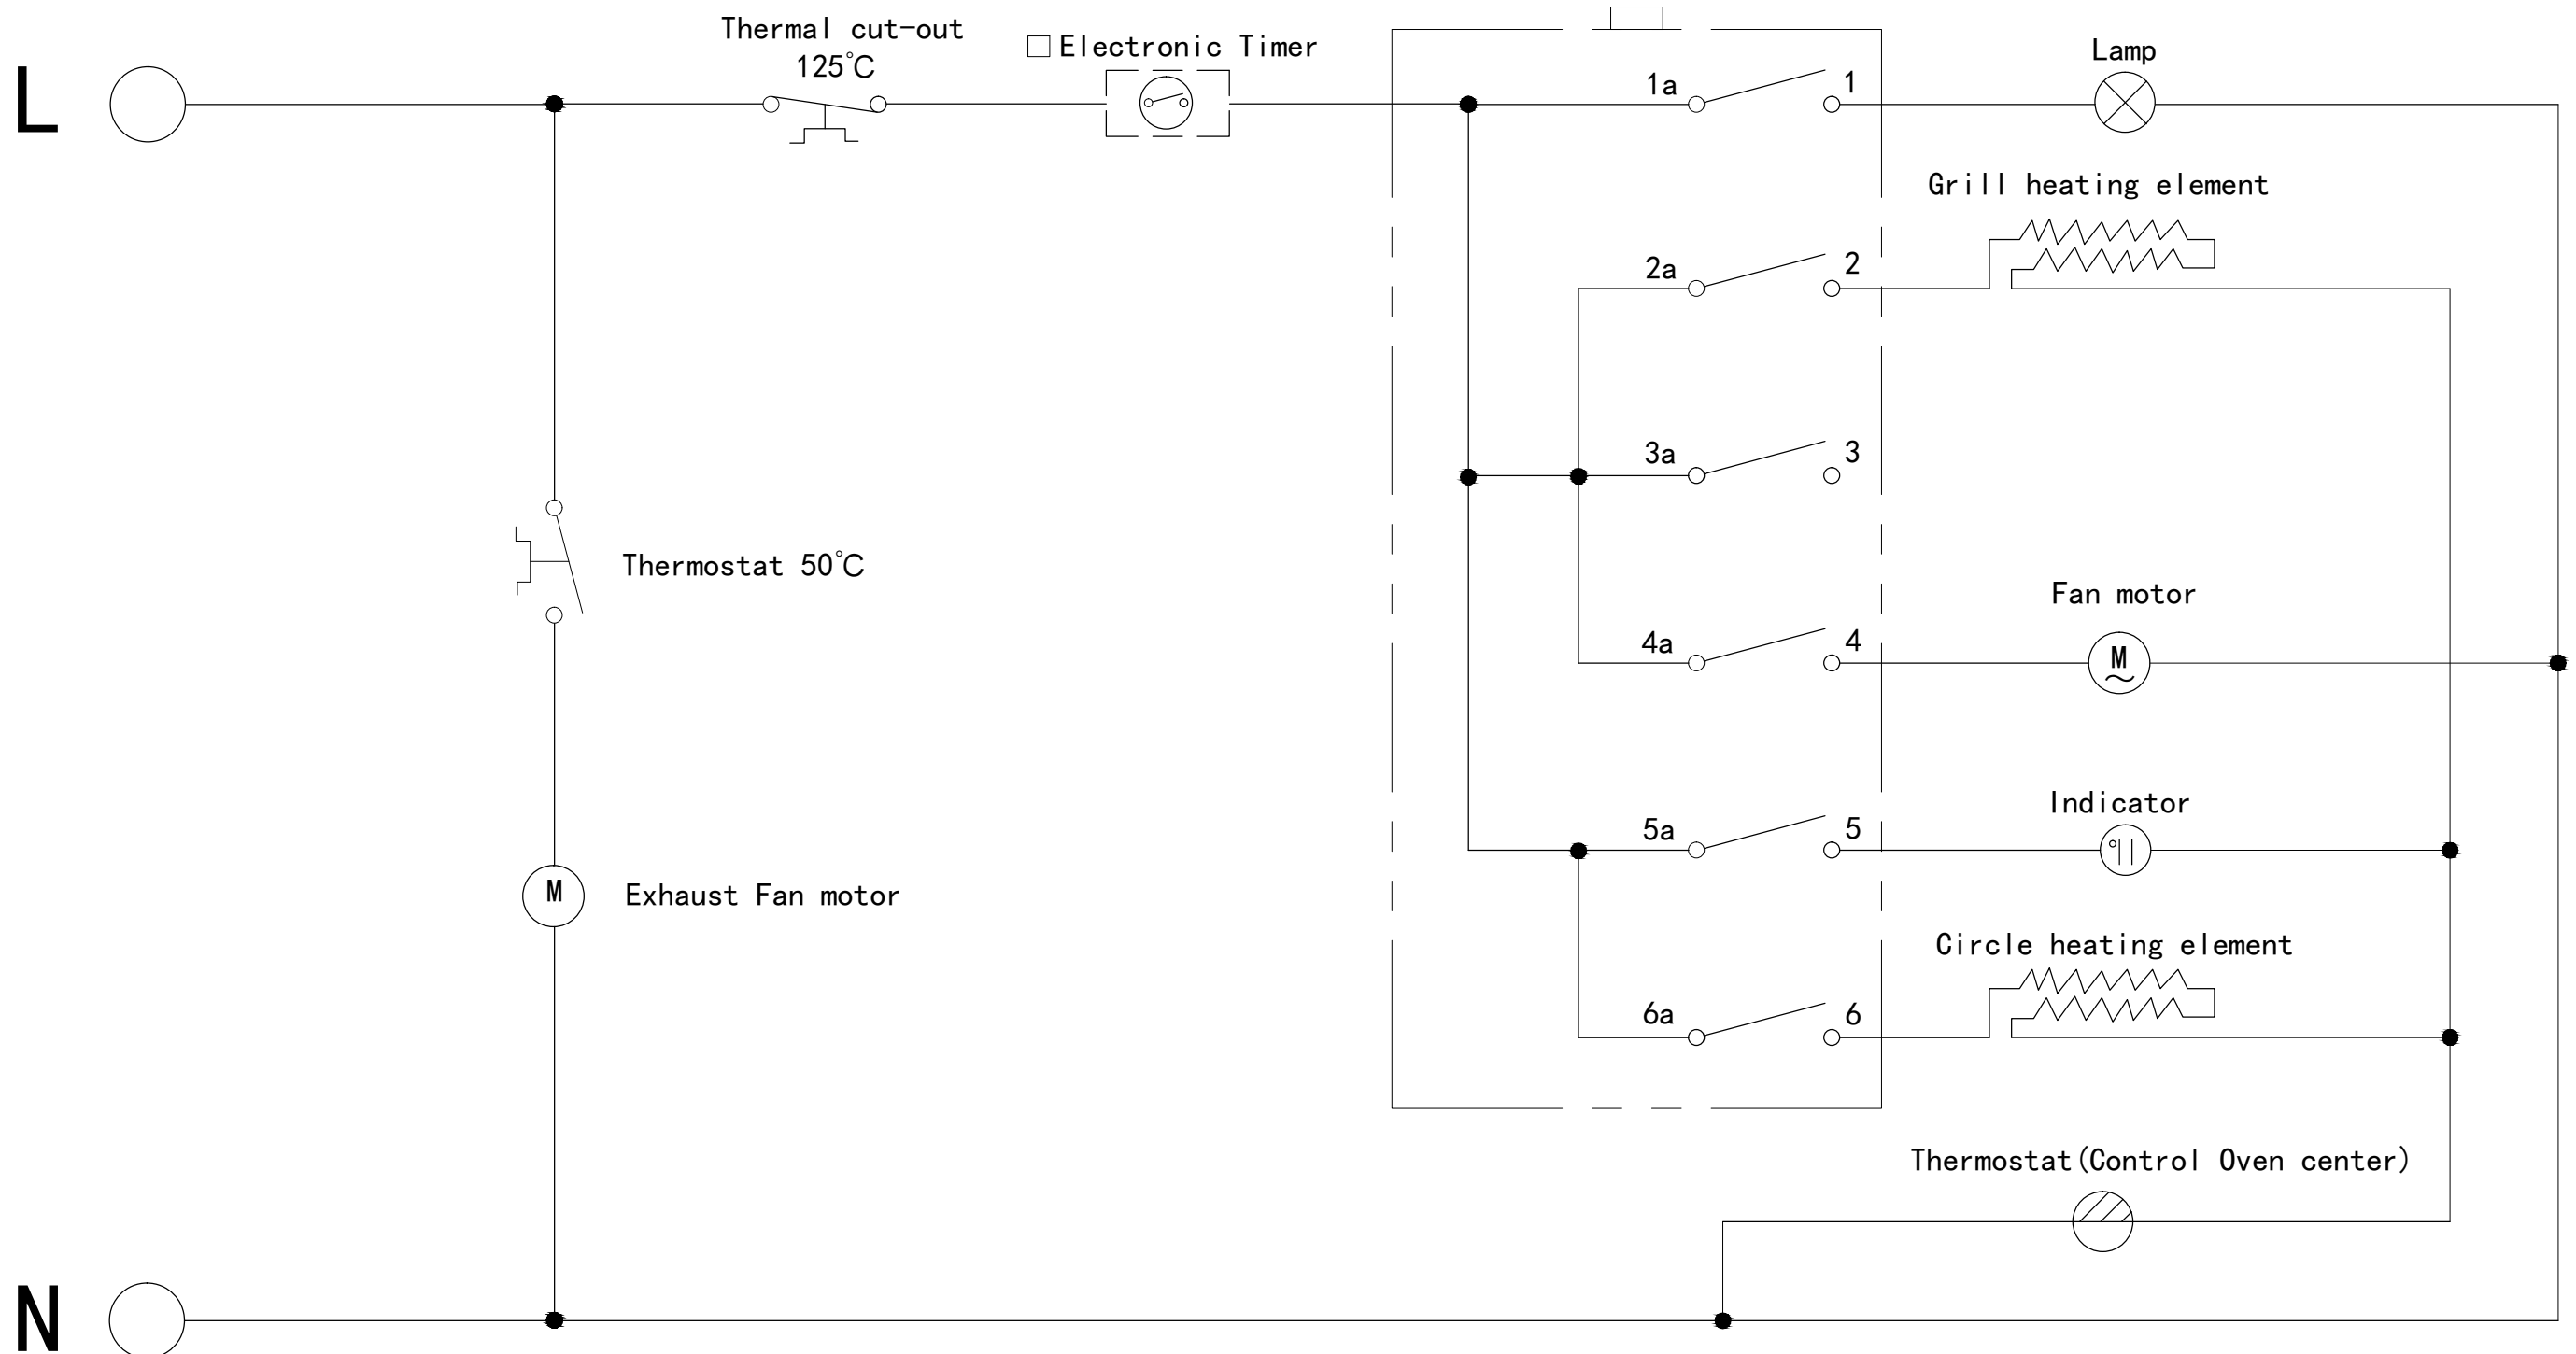 Thermal cut-out
125℃
□Electronic Timer
L
1a
1
Lamp
Grill heating element
2a
2
3a
3
Thermostat 50℃
Fan motor
4a
4
M
Indicator
5a
5
M
Exhaust Fan motor
Circle heating element
6a
6
Thermostat(Control Oven center)
N